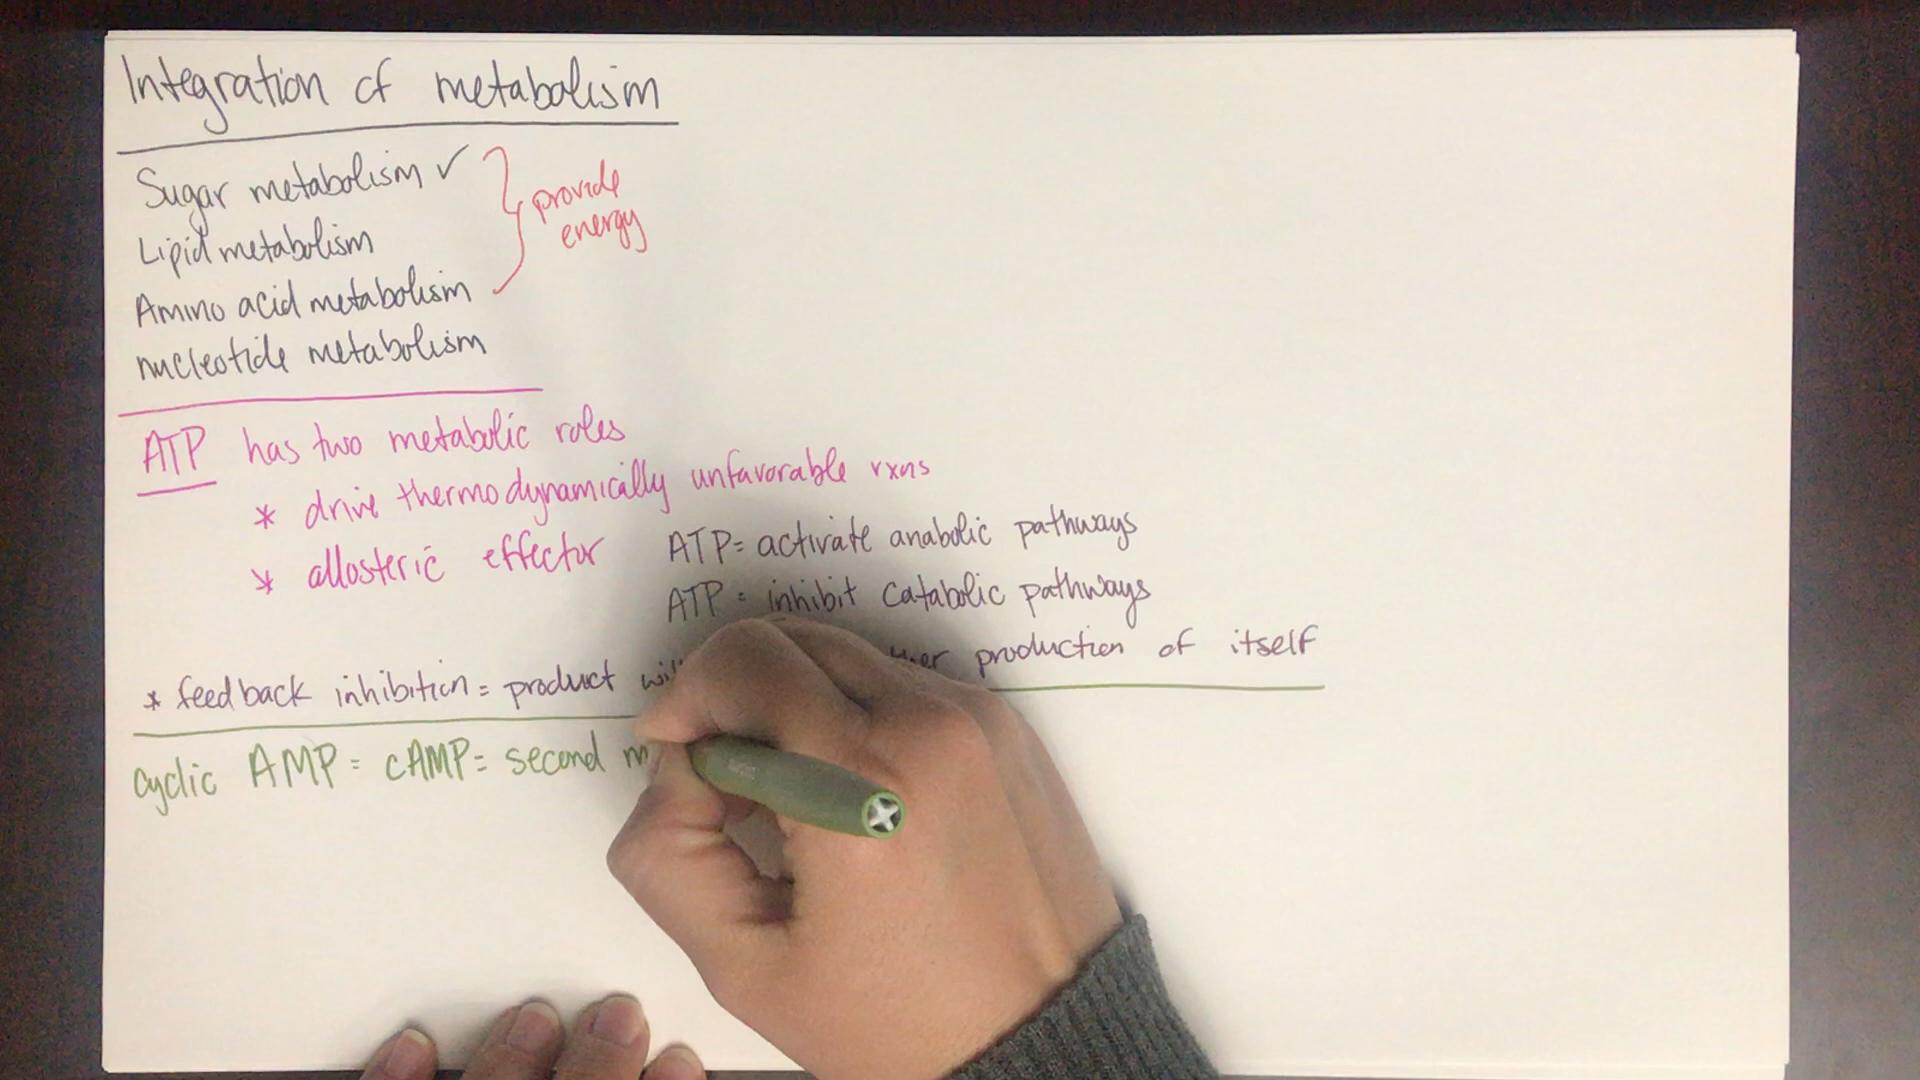 Integration of metabolism
Sugar metabolism ✓
provide
energy
Lipid metabolism
Amino acid metabolism
nucleotide metabolism
ATP has two metabolic roles
* drive thermodynamically unfavorable rxns
* allosteric effector
ATP = activate anabolic pathways
ATP = inhibit catabolic pathways
* feedback inhibition = product production of itself
cyclic AMP = cAMP = second